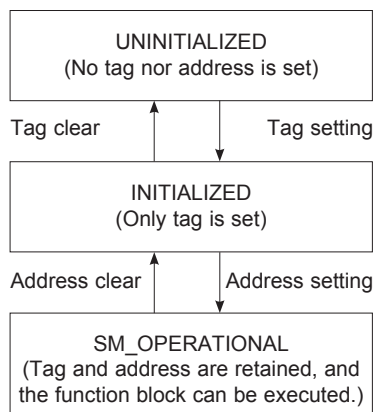 UNINITIALIZED
(No tag nor address is set)
Tag clear
Tag setting
INITIALIZED
(Only tag is set)
Address clear
Address setting
SM_OPERATIONAL
(Tag and address are retained, and
the function block can be executed.)